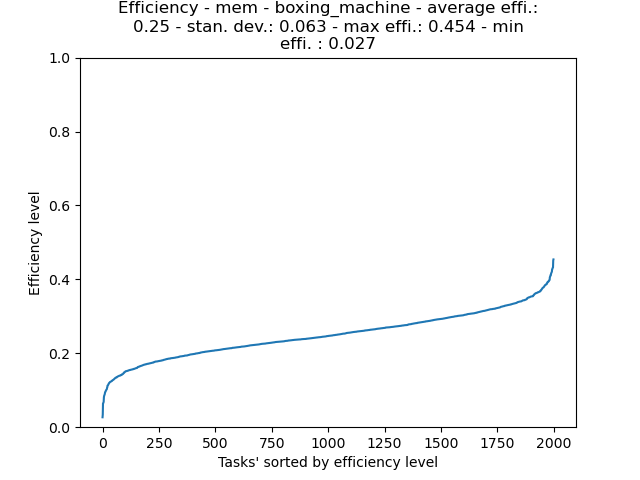 Efficiency - mem - boxing_machine - average effi.:
0.25 - stan. dev.: 0.063 - max effi.: 0.454 - min
effi. : 0.027
1.0
0.8
0.6
0.4
0.2
0.0
Efficiency level
0 250 500 750 1000 1250 1500 1750 2000
Tasks' sorted by efficiency level